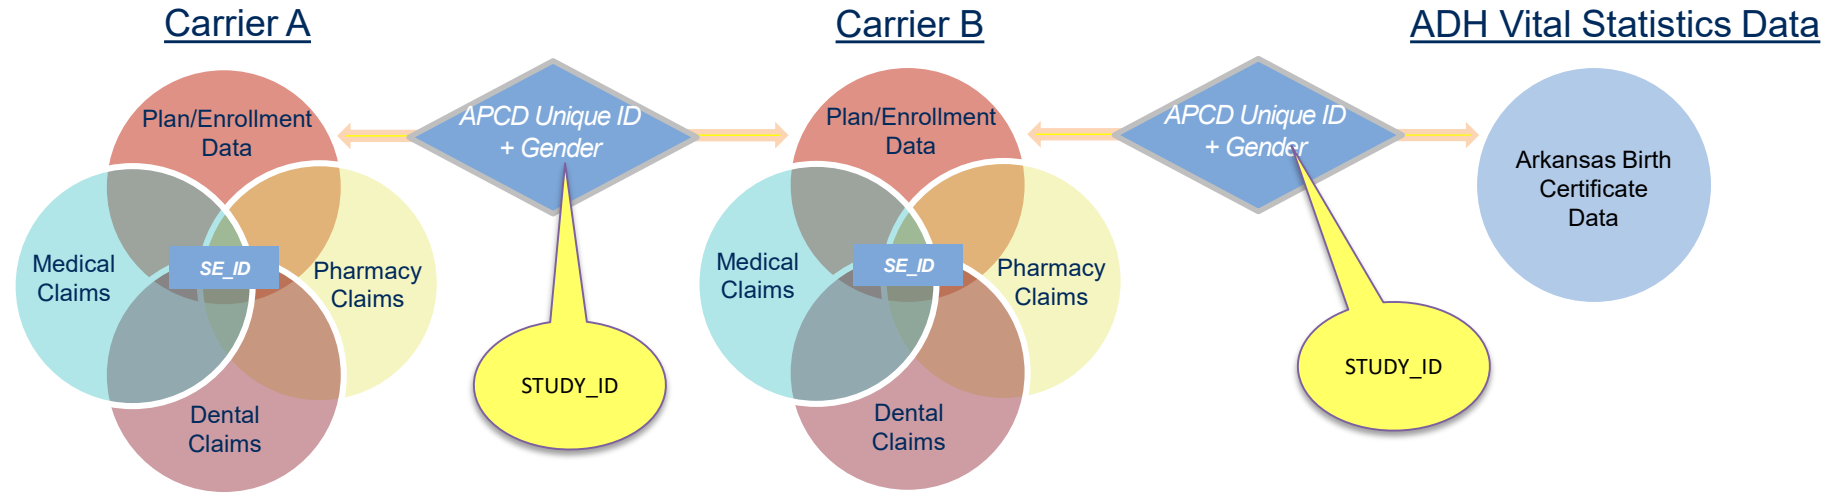 Carrier A
Carrier B
ADH Vital Statistics Data
Plan/Enrollment
Data
APCD Unique ID
+ Gender
Plan/Enrollment
Data
APCD Unique ID
+ Gender
Arkansas Birth
Certificate
Data
Medical
Claims
SE_ID
Pharmacy
Claims
Medical
Claims
SE_ID
Pharmacy
Claims
STUDY_ID
STUDY_ID
Dental
Claims
Dental
Claims